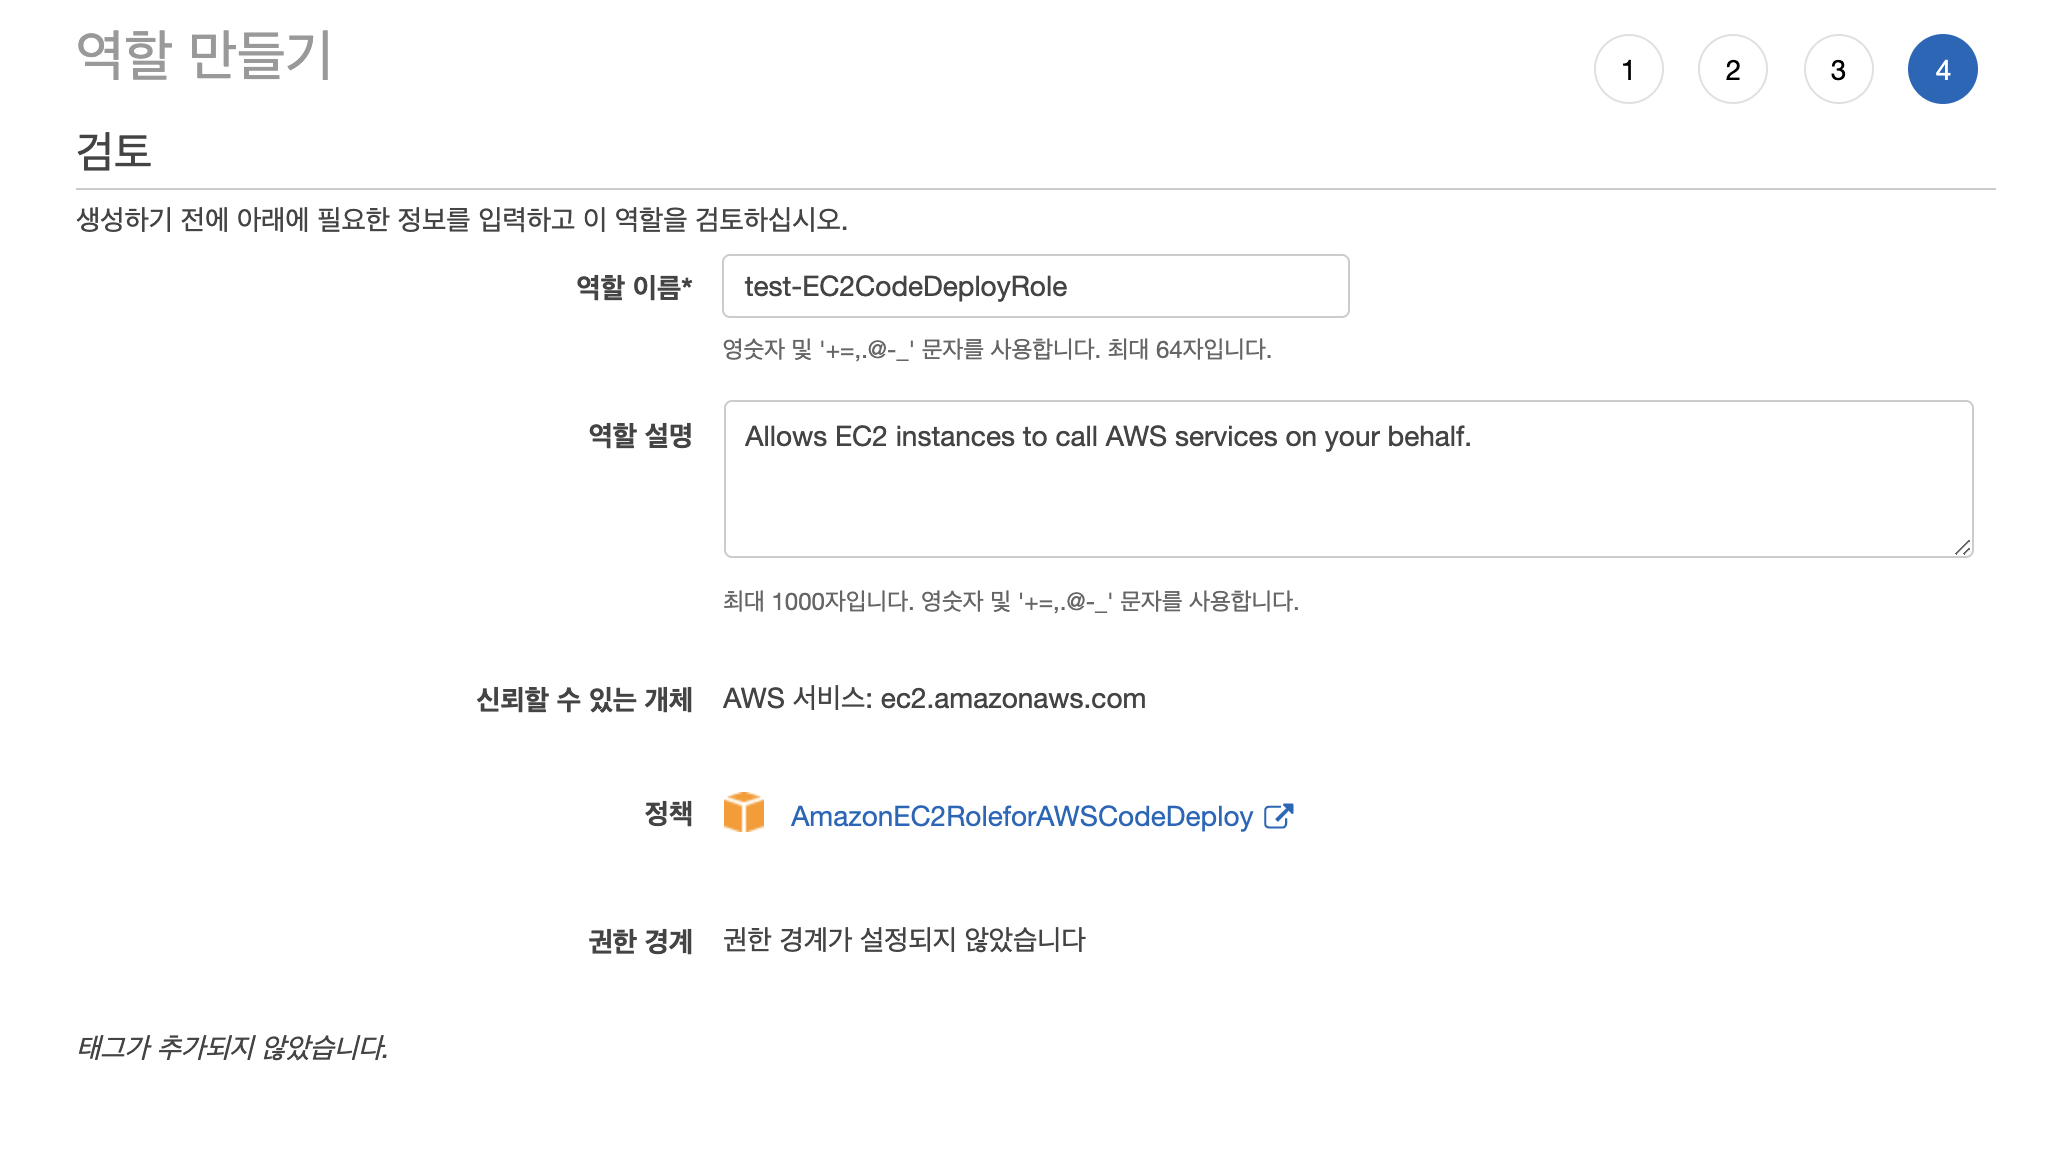 역할 만들기
1 2 3 4
검토
생성하기 전에 아래에 필요한 정보를 입력하고 이 역할을 검토하십시오.
역할 이름* test-EC2CodeDeployRole
영숫자 및 '+=,.@-_' 문자를 사용합니다. 최대 64자입니다.
역할 설명 Allows EC2 instances to call AWS services on your behalf.
최대 1000자입니다. 영숫자 및 '+=,.@-_' 문자를 사용합니다.
신뢰할 수 있는 개체 AWS 서비스: ec2.amazonaws.com
정책 AmazonEC2RoleforAWSCodeDeploy
권한 경계 권한 경계가 설정되지 않았습니다
태그가 추가되지 않았습니다.